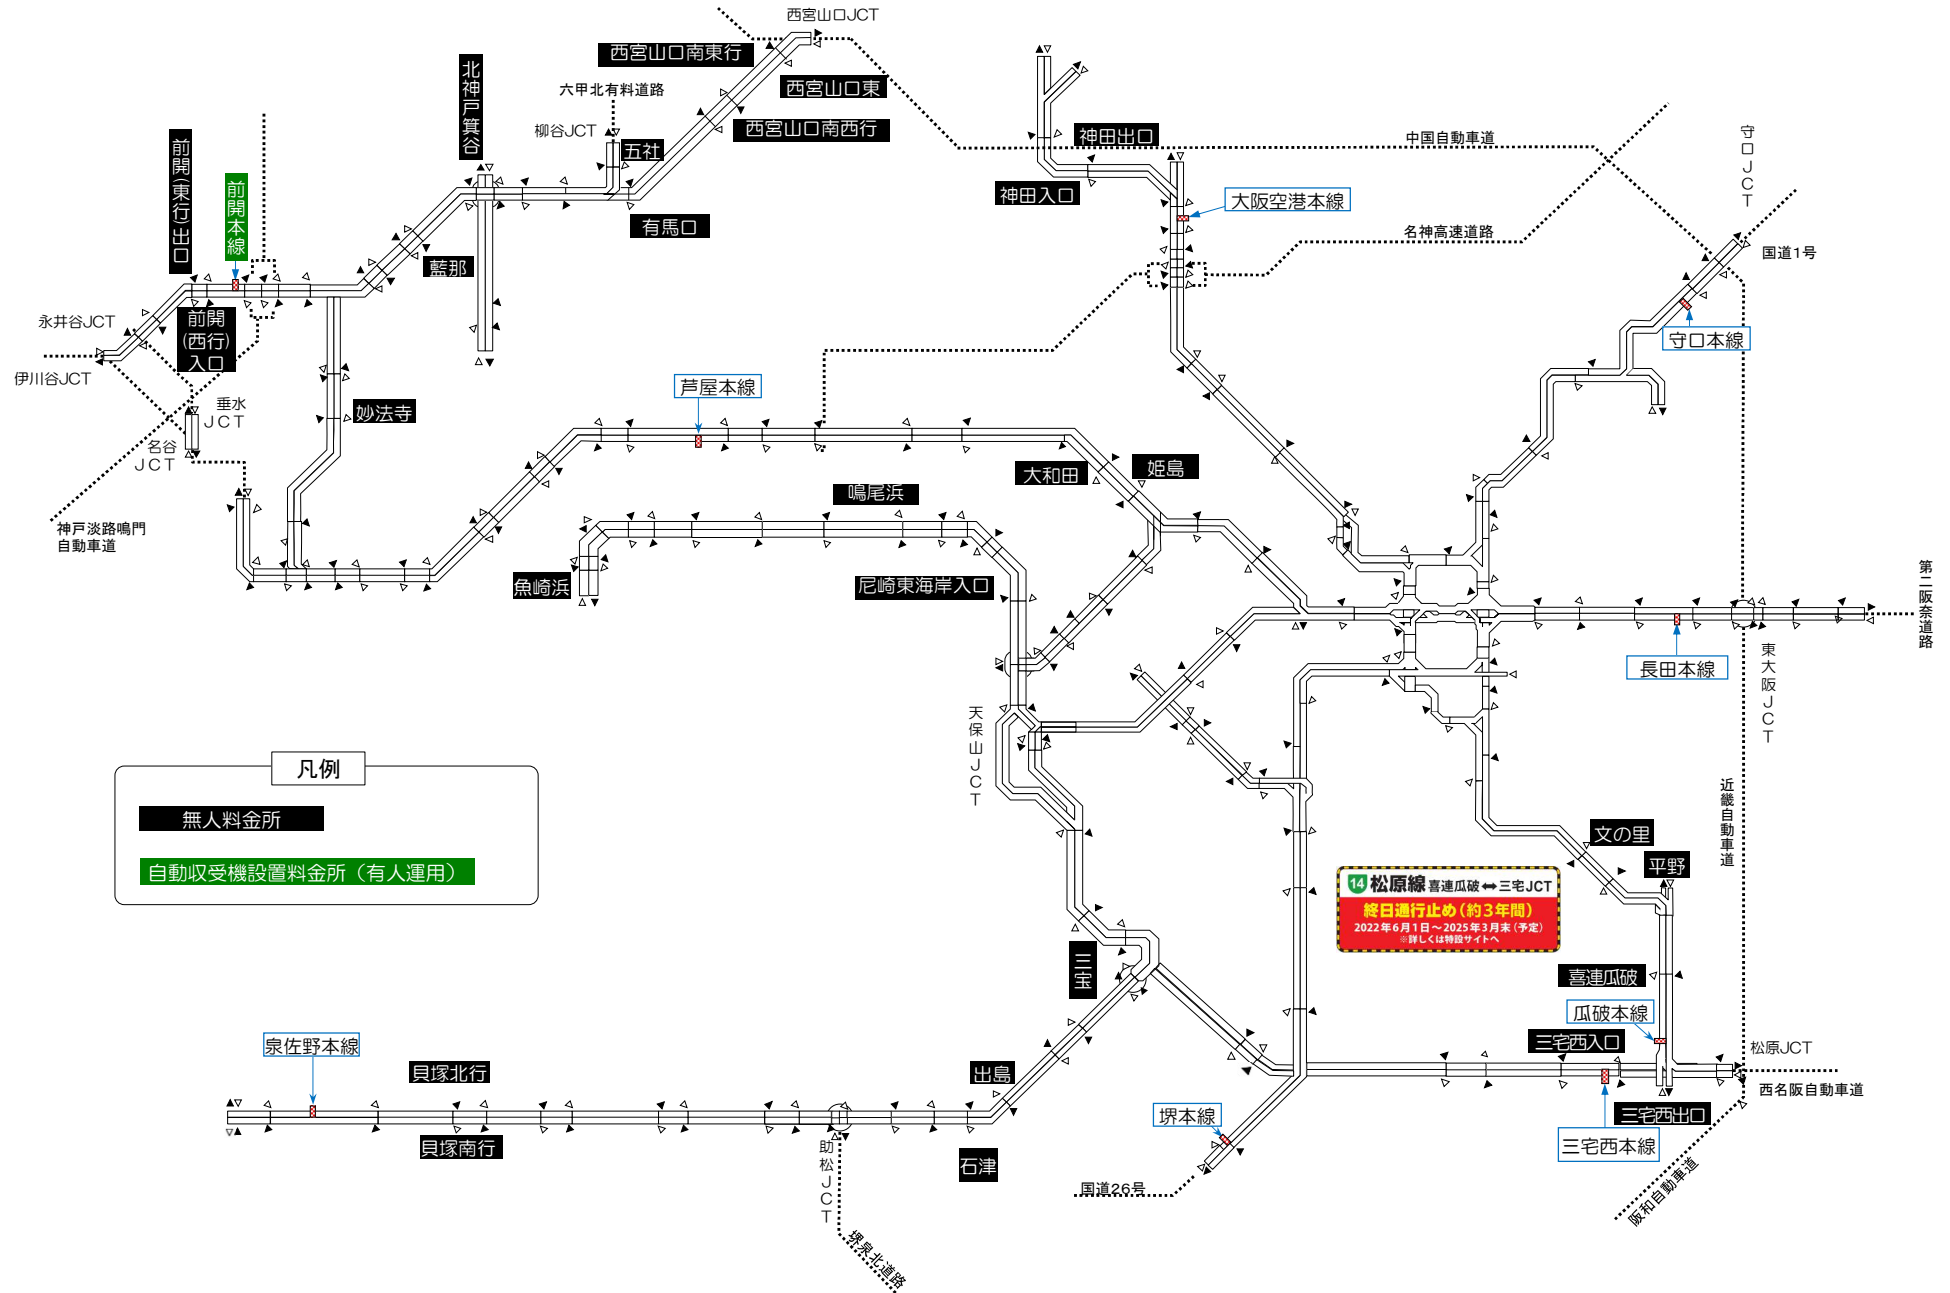 西宮山口JCT
西宮山口南東行
西宮山口東
六甲北有料道路
柳谷JCT
五社
西宮山口南西行
北神戸箕谷
有馬口
藍那
前開(東行)出口
前開本線
前開
(西行)
入口
永井谷JCT
伊川谷JCT
垂水
JCT
名谷
JCT
神戸淡路鳴門
自動車道
妙法寺
神田出口
神田入口
大阪空港本線
中国自動車道
名神高速道路
守口JCT
国道1号
守口本線
芦屋本線
大和田
姫島
鳴尾浜
尼崎東海岸入口
魚崎浜
第二阪奈道路
長田本線
東大阪JCT
近畿自動車道
天保山JCT
凡例
無人料金所
自動収受機設置料金所（有人運用）
文の里
平野
14 松原線 喜連瓜破⬌三宅JCT
終日通行止め(約3年間)
2022年6月1日～2025年3月末(予定)
※詳しくは特設サイトへ
喜連瓜破
瓜破本線
三宅西入口
松原JCT
西名阪自動車道
三宅西出口
三宅西本線
阪和自動車道
三宝
出島
石津
堺本線
国道26号
泉佐野本線
貝塚北行
貝塚南行
助松JCT
堺泉北道路